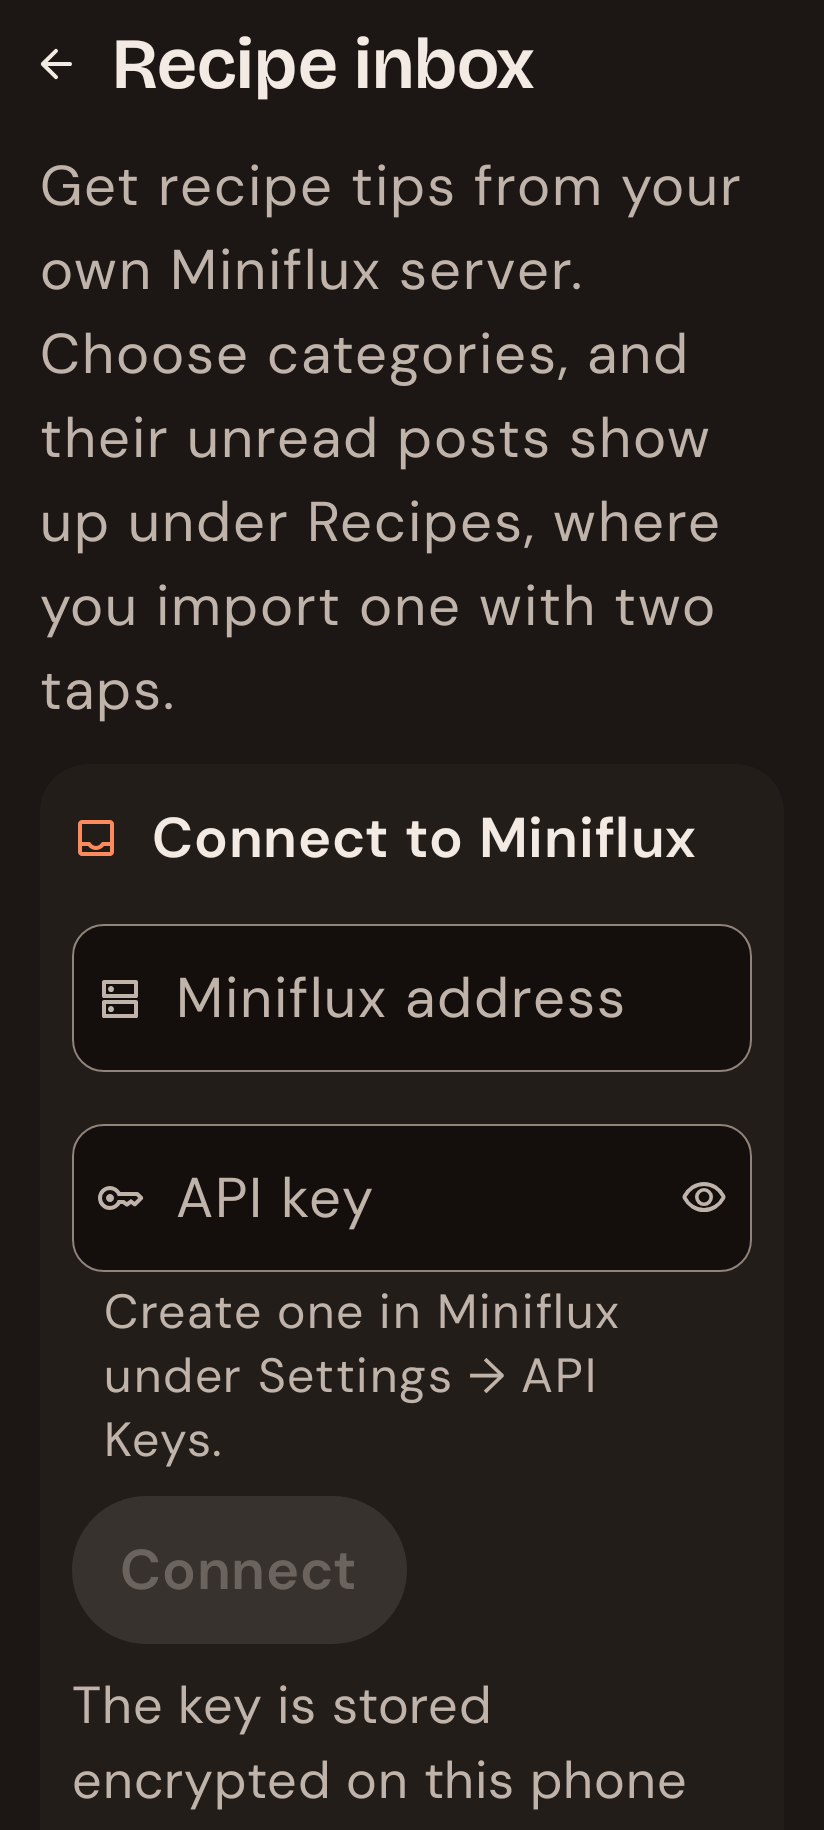 Recipe inbox
Get recipe tips from your
own Miniflux server.
Choose categories, and
their unread posts show
up under Recipes, where
you import one with two
taps.
Connect to Miniflux
Miniflux address
API key
Create one in Miniflux
under Settings → API
Keys.
Connect
The key is stored
encrypted on this phone